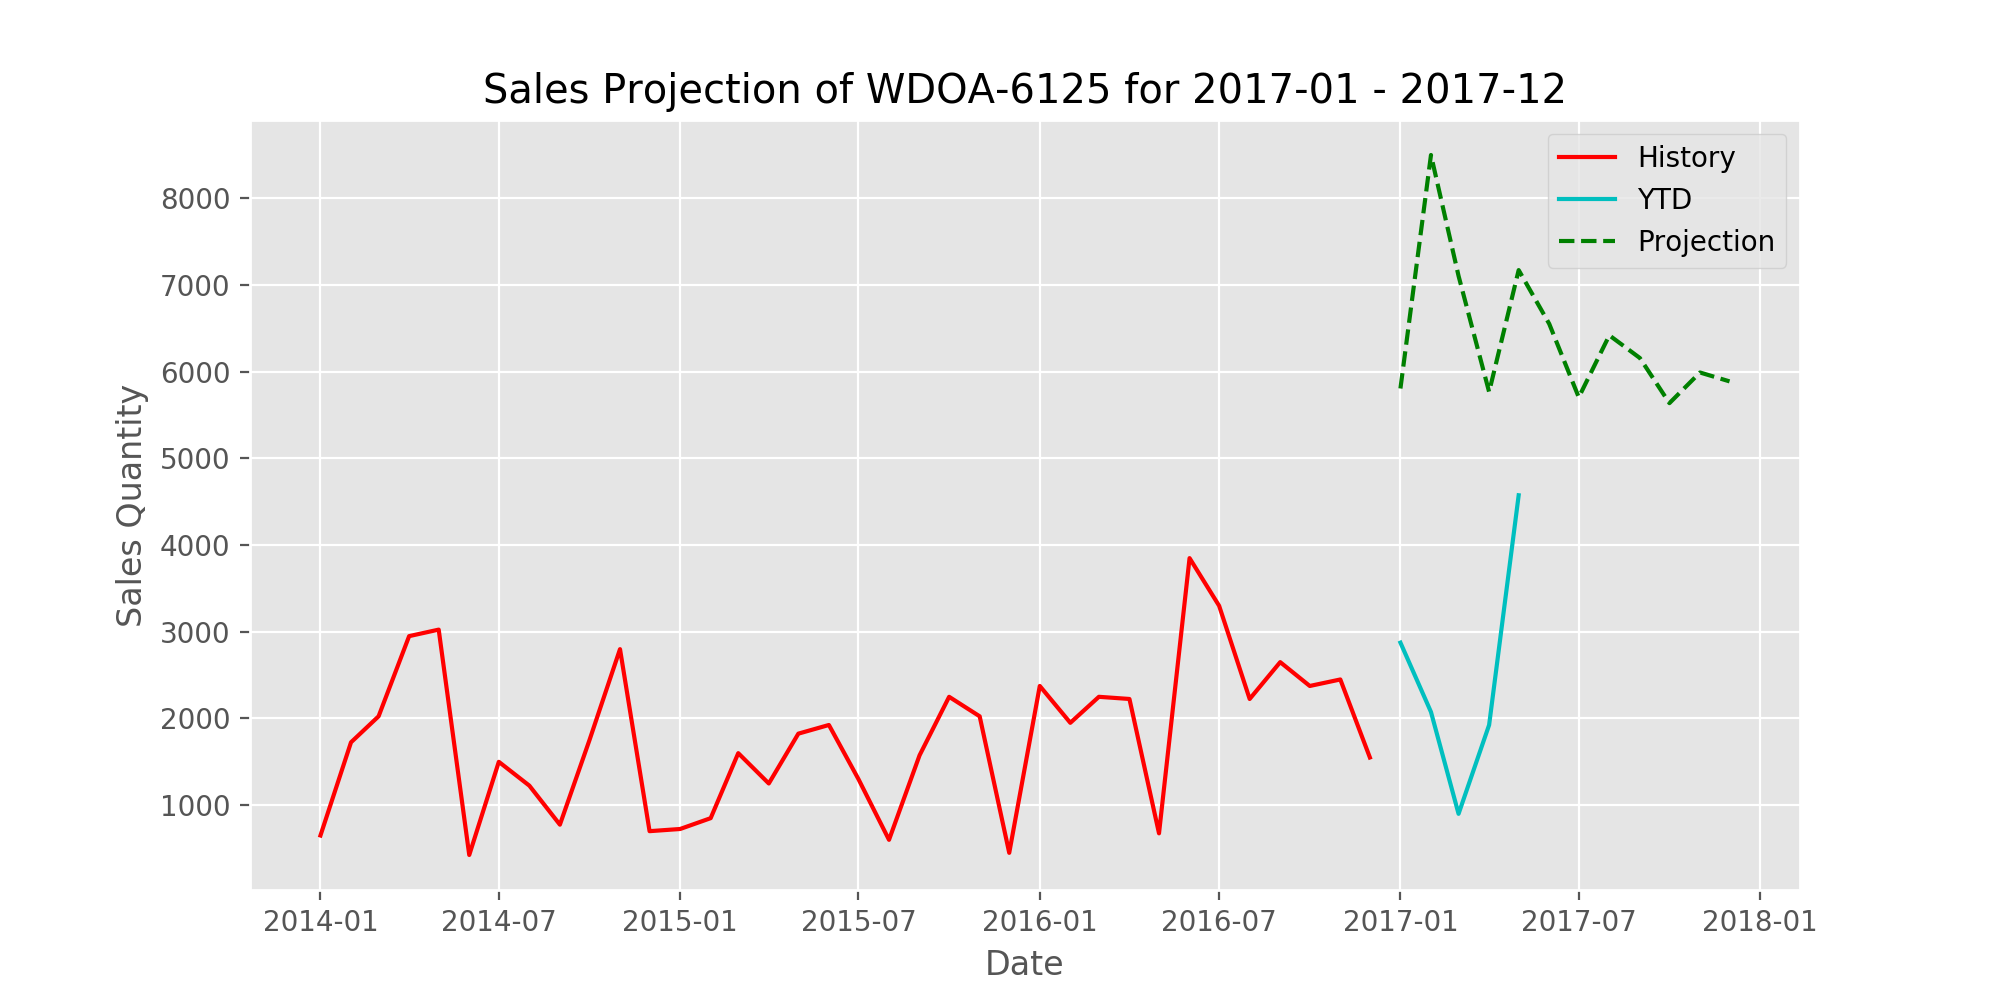 Sales Projection of WDOA-6125 for 2017-01 - 2017-12
History
YTD
Projection
8000
7000
6000
5000
4000
3000
2000
1000
Sales Quantity
2014-01 2014-07 2015-01 2015-07 2016-01 2016-07 2017-01 2017-07 2018-01
Date